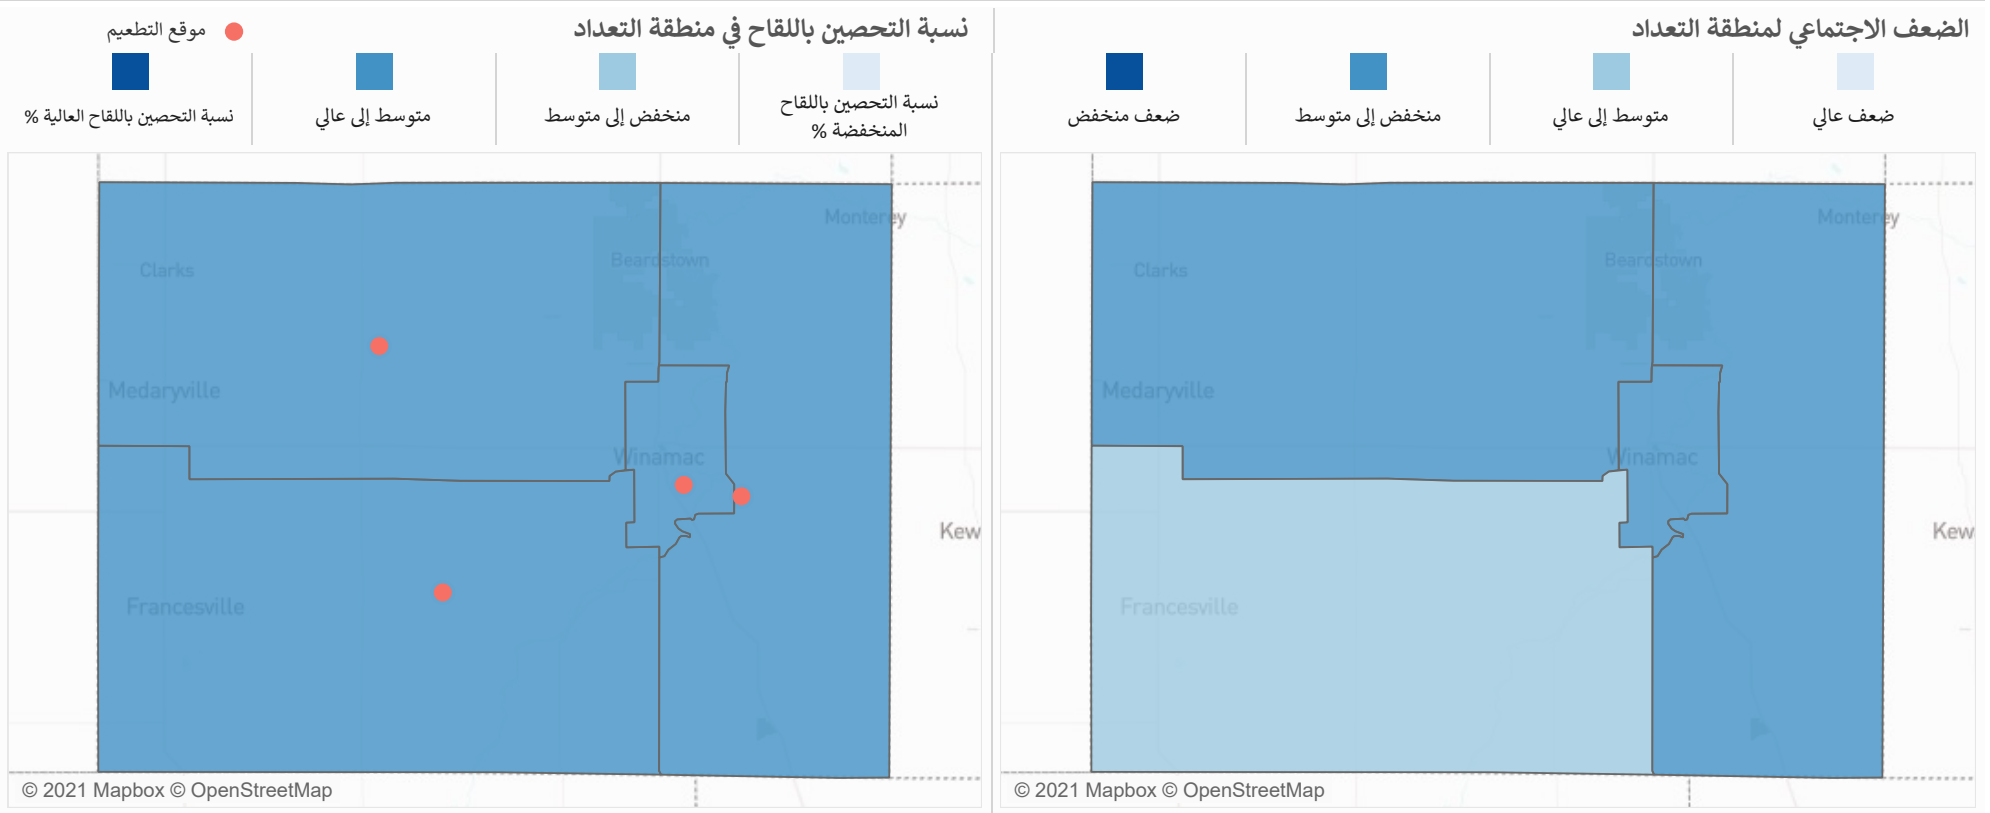 الضعف الاجتماعي لمنطقة التعداد
ضعف عالي
متوسط إلى عالي
منخفض إلى متوسط
ضعف منخفض
Monterey
Beardstown
Clarks
Medaryville
Winamac
Kew
Francesville
© 2021 Mapbox © OpenStreetMap
نسبة التحصين باللقاح في منطقة التعداد
موقع التطعيم
نسبة التحصين باللقاح
المنخفضة %
منخفض إلى متوسط
متوسط إلى عالي
نسبة التحصين باللقاح العالية %
Monterey
Beardstown
Clarks
Medaryville
Winamac
Kew
Francesville
© 2021 Mapbox © OpenStreetMap